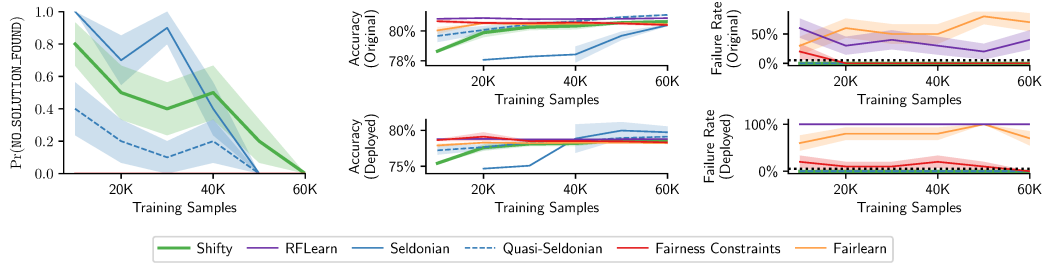 Pr(NO_SOLUTION_FOUND)
1.0
0.8
0.6
0.4
0.2
0.0
20K
40K
60K
Training Samples
Accuracy
(Original)
80%
78%
20K
40K
60K
Training Samples
Failure Rate
(Original)
50%
0%
20K
40K
60K
Training Samples
Accuracy
(Deployed)
80%
75%
20K
40K
60K
Training Samples
Failure Rate
(Deployed)
100%
0%
20K
40K
60K
Training Samples
Shifty
RFLearn
Seldonian
Quasi-Seldonian
Fairness Constraints
Fairlearn